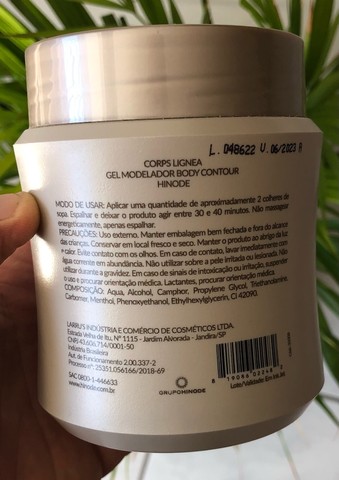 L. 048622 V. 06/2023 A
CORPS LIGNEA
GEL MODELADOR BODY CONTOUR
HINODE
MODO DE USAR: Aplicar uma quantidade de aproximadamente 2 colheres de
sopa. Espalhar e deixar o produto agir entre 30 e 40 minutos. Não massagear
energeticamente, apenas espalhar.
PRECAUÇÕES: Uso externo. Manter embalagem bem fechada e fora do alcance
das crianças. Conservar em local fresco e seco. Manter o produto ao abrigo da luz
e calor. Evite contato com os olhos. Em caso de contato, lavar imediatamente com
água corrente em abundância. Não utilizar sobre a pele irritada ou lesionada. Não
utilizar durante a gravidez. Em caso de sinais de intoxicação ou irritação, suspender
o uso e procurar orientação médica. Lactantes, procurar orientação médica.
COMPOSIÇÃO: Aqua, Alcohol, Camphor, Propylene Glycol, Triethanolamine,
Carbomer, Menthol, Phenoxyethanol, Ethylhexylglycerin, CI 42090.
LARRU'S INDÚSTRIA E COMÉRCIO DE COSMÉTICOS LTDA.
Estrada Velha de Itu, Nº 1115 - Jardim Alvorada - Jandira/SP
CNPJ 43.606.714/0001-50
Indústria Brasileira
Aut. de Funcionamento 2.00.337-2
Processo nº. 25351.056166/2018-69
SAC 0800-1-446633
www.hinode.com.br
GRUPOHINODE
Lote/Validade: